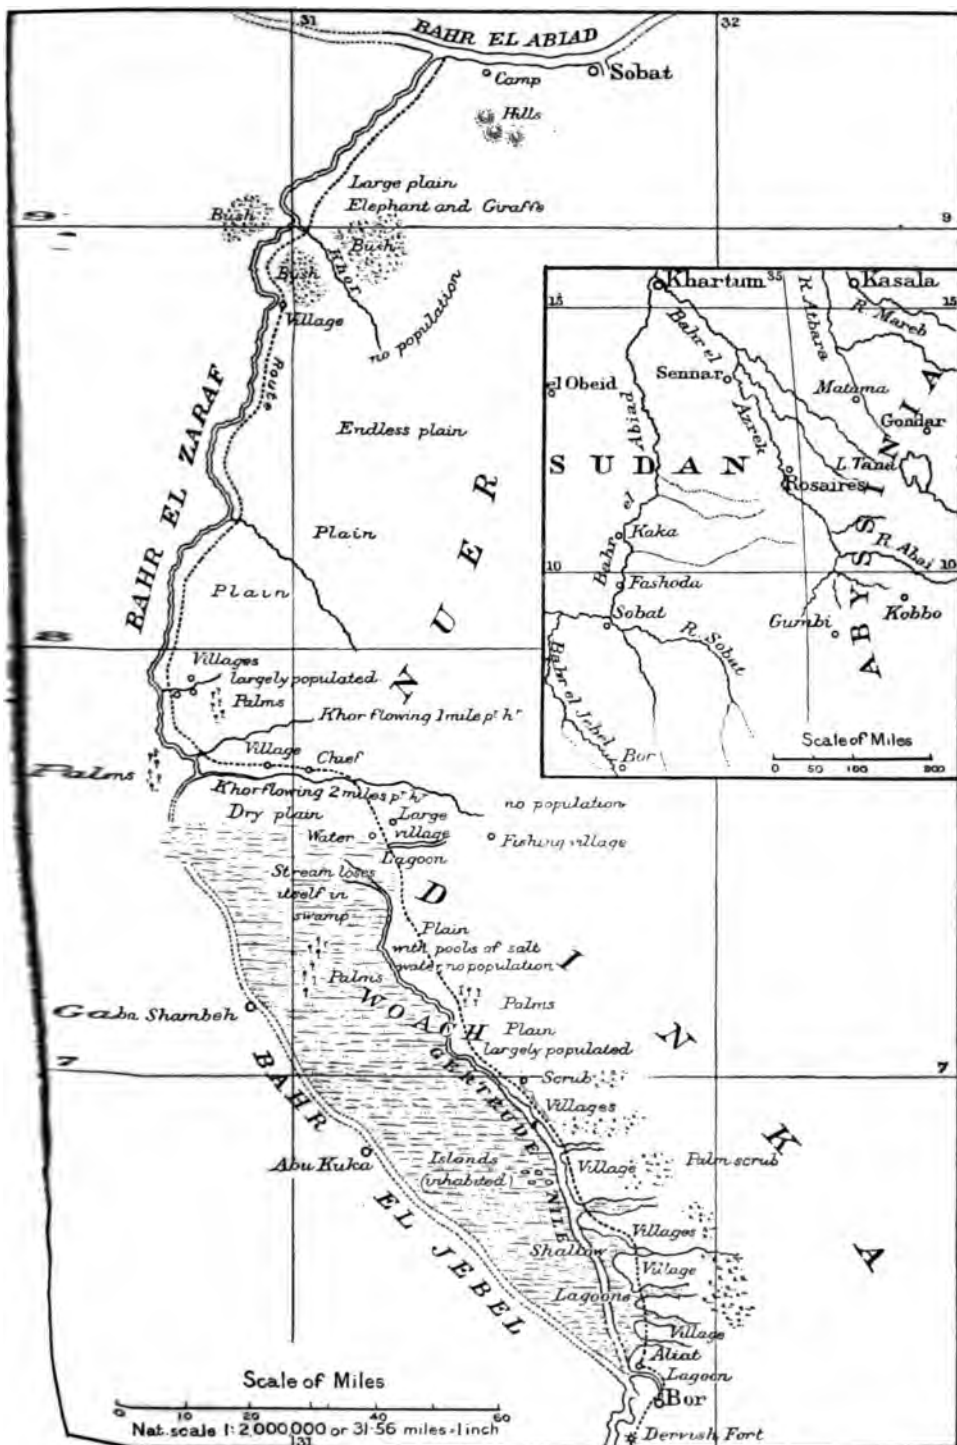 31
32
BAHR EL ABIAD
Camp
Sobat
Hills
Large plain
Elephant and Giraffe
9
9
Bush
Bush
Bush
Khor
no population
Village
Route
BAHR EL ZARAF
Endless plain
Plain
Plain
NUER
8
Villages
largely populated
Palms
Khor flowing 1 mile pr hr
Palms
Village
Chief
Khor flowing 2 miles pr hr
Dry plain
no population
Large
village
Water
Fishing village
Lagoon
Stream loses
itself in
swamp
DINKA
Plain
with pools of salt
water no population
Palms
Palms
Gaba Shambeh
WOACH
Plain
largely populated
7
7
GERTRUDE NILE
Scrub
Villages
BAHR EL JEBEL
Abu Kuka
Islands
(inhabited)
Village
Palm scrub
Villages
Shallow
Village
Lagoons
Village
Aliat
Lagoon
Bor
Dervish Fort
Scale of Miles
0 10 20 40 60
Nat. scale 1:2,000,000 or 31·56 miles = 1 inch
31
Khartum
35
Kasala
15
15
R. Atbara
R. Mareb
Bahr el Azrek
Sennar
el Obeid
Matama
Gondar
Bahr el Abiad
SUDAN
L. Tana
Rosaires
ABYSSINIA
Kaka
R. Abai
10
10
Fashoda
Kobbo
Sobat
Gumbi
R. Sobat
Bahr el Jebel
Bor
Scale of Miles
0 50 100 200